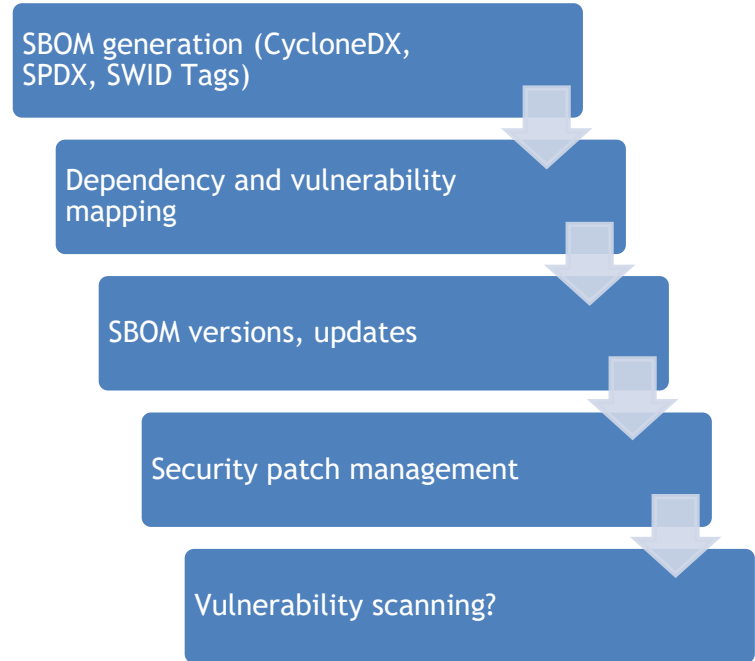 SBOM generation (CycloneDX,
SPDX, SWID Tags)
Dependency and vulnerability
mapping
SBOM versions, updates
Security patch management
Vulnerability scanning?